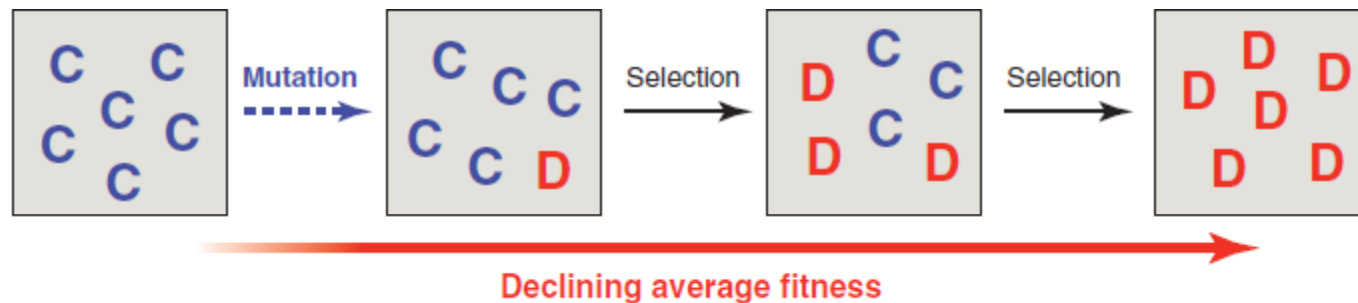 C C C C C C
Mutation
C C C C C D
Selection
D C C C D D
Selection
D D D D D D
Declining average fitness